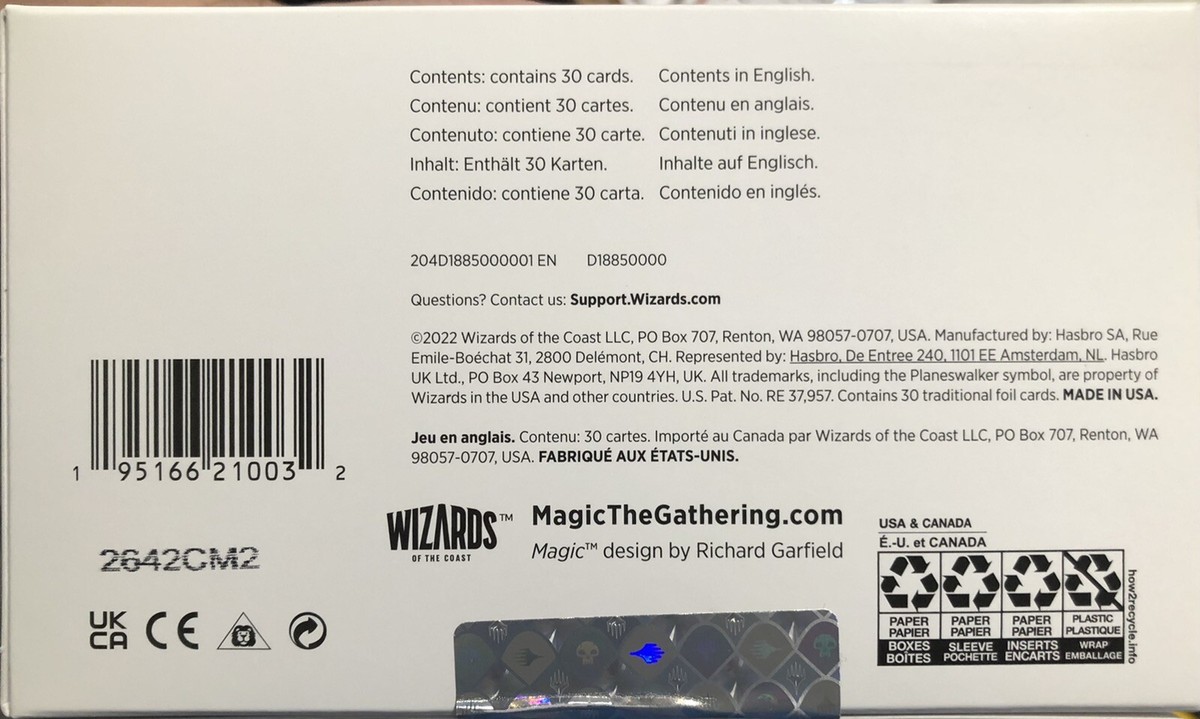 Contents: contains 30 cards. Contents in English.
Contenu: contient 30 cartes. Contenu en anglais.
Contenuto: contiene 30 carte. Contenuti in inglese.
Inhalt: Enthält 30 Karten. Inhalte auf Englisch.
Contenido: contiene 30 carta. Contenido en inglés.
204D1885000001 EN D18850000
Questions? Contact us: Support.Wizards.com
©2022 Wizards of the Coast LLC, PO Box 707, Renton, WA 98057-0707, USA. Manufactured by: Hasbro SA, Rue
Emile-Boéchat 31, 2800 Delémont, CH. Represented by: Hasbro, De Entree 240, 1101 EE Amsterdam, NL. Hasbro
UK Ltd., PO Box 43 Newport, NP19 4YH, UK. All trademarks, including the Planeswalker symbol, are property of
Wizards in the USA and other countries. U.S. Pat. No. RE 37,957. Contains 30 traditional foil cards. MADE IN USA.
Jeu en anglais. Contenu: 30 cartes. Importé au Canada par Wizards of the Coast LLC, PO Box 707, Renton, WA
98057-0707, USA. FABRIQUÉ AUX ÉTATS-UNIS.
1 95166 21003 2
2642CM2
UK
CA CE
WIZARDS™
OF THE COAST
MagicTheGathering.com
Magic™ design by Richard Garfield
USA & CANADA
É.-U. et CANADA
PAPER PAPER PAPER PLASTIC
PAPIER PAPIER PAPIER PLASTIQUE
BOXES SLEEVE INSERTS WRAP
BOÎTES POCHETTE ENCARTS EMBALLAGE
how2recycle.info